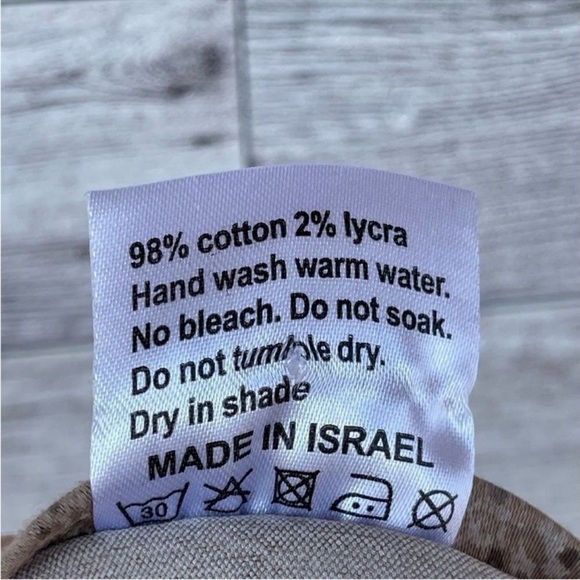 98% cotton 2% lycra
Hand wash warm water.
No bleach. Do not soak.
Do not tumble dry.
Dry in shade
MADE IN ISRAEL
30